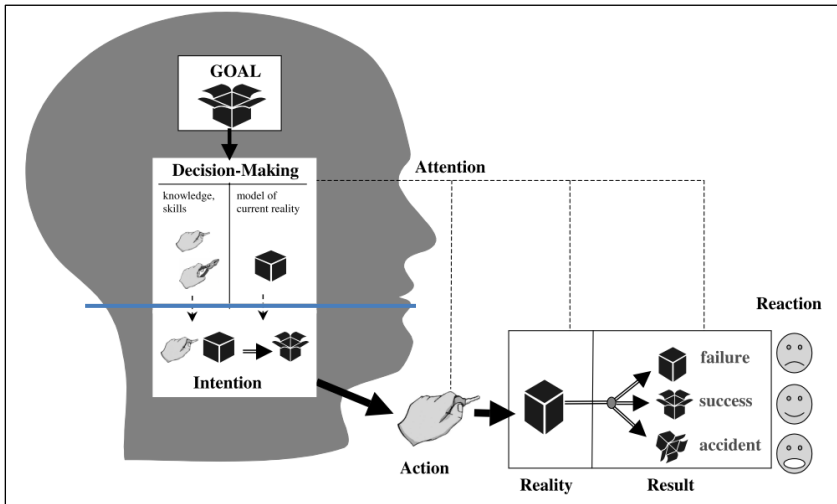 GOAL
Decision-Making
knowledge,
skills
model of
current reality
Intention
Attention
Action
Reaction
failure
success
accident
Reality
Result